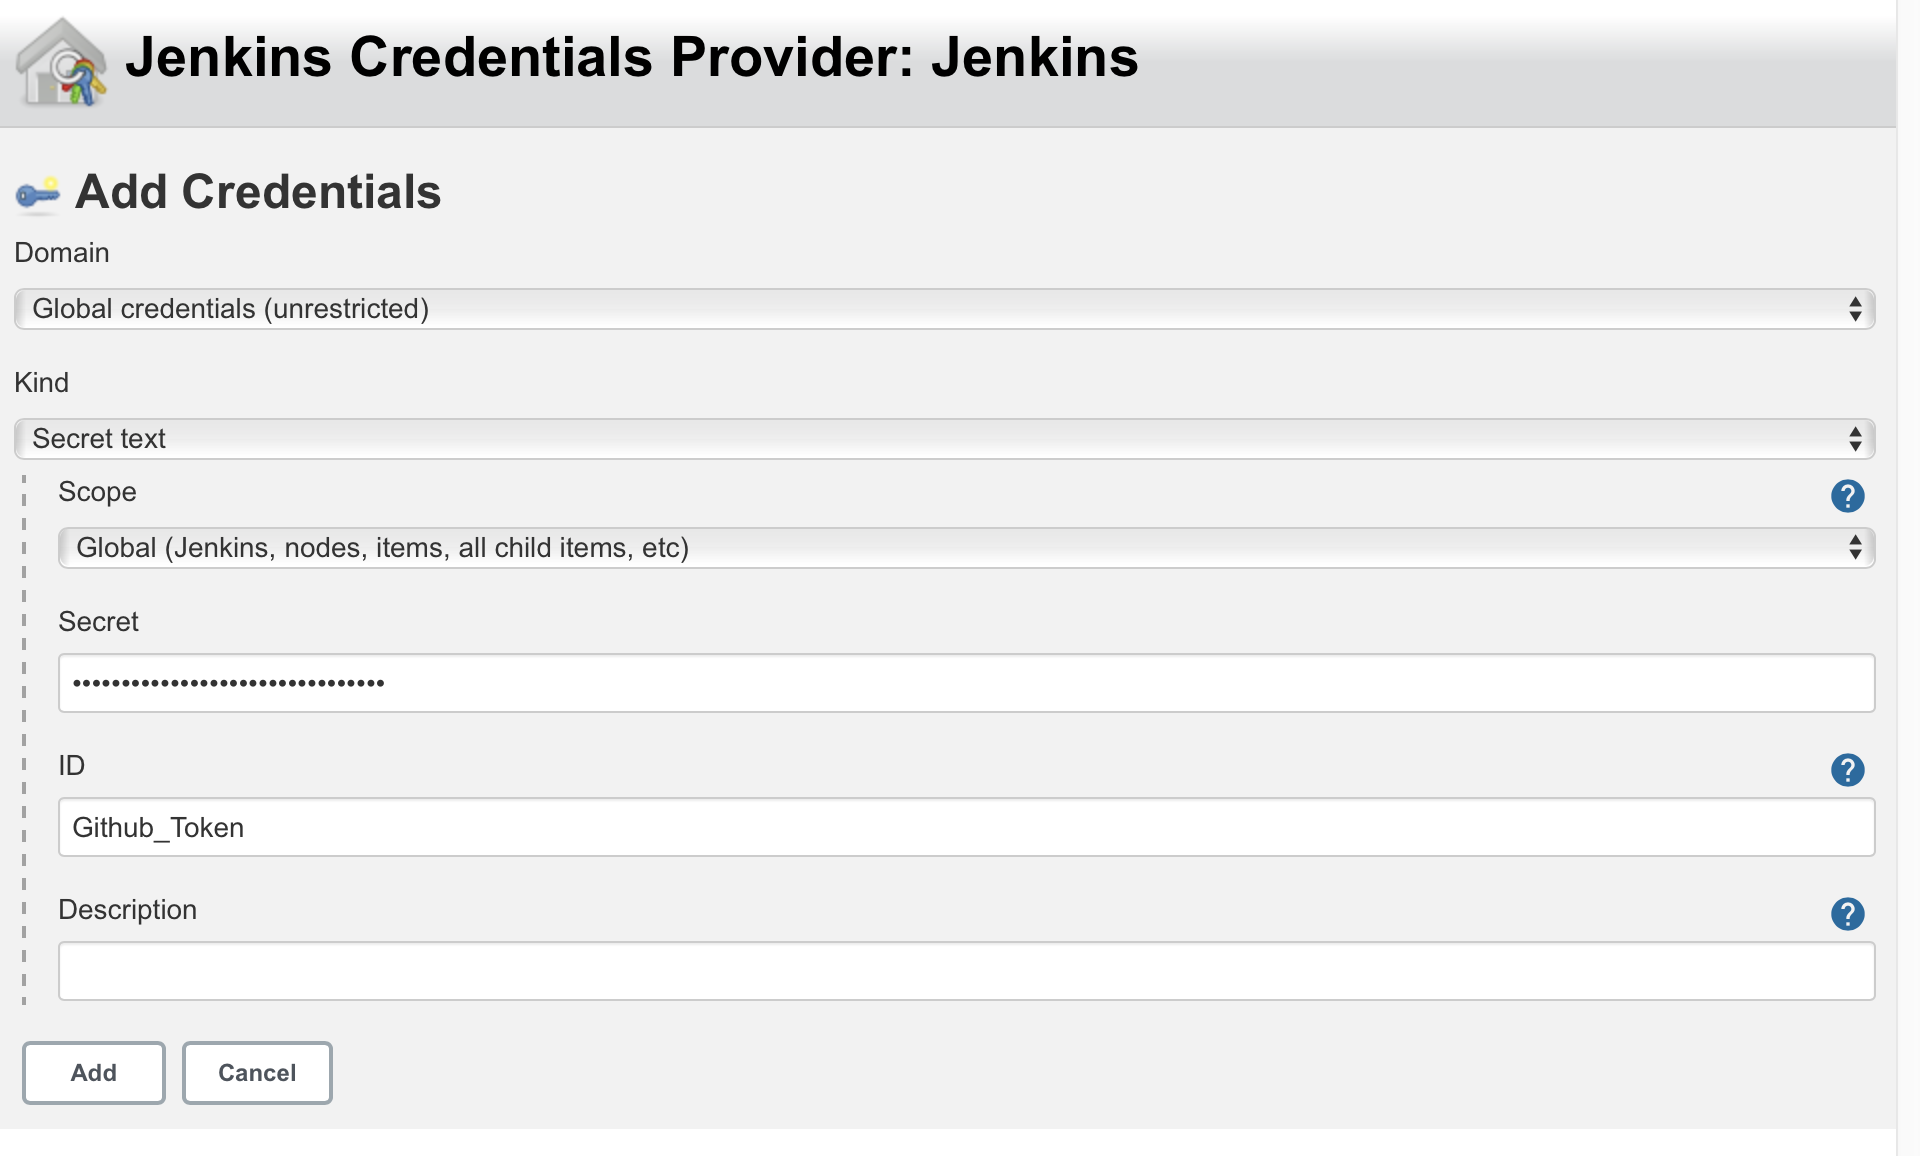 Jenkins Credentials Provider: Jenkins
Add Credentials
Domain
Global credentials (unrestricted)
Kind
Secret text
Scope
?
Global (Jenkins, nodes, items, all child items, etc)
Secret
••••••••••••••••••••••••••••••••
ID
?
Github_Token
Description
?
Add
Cancel